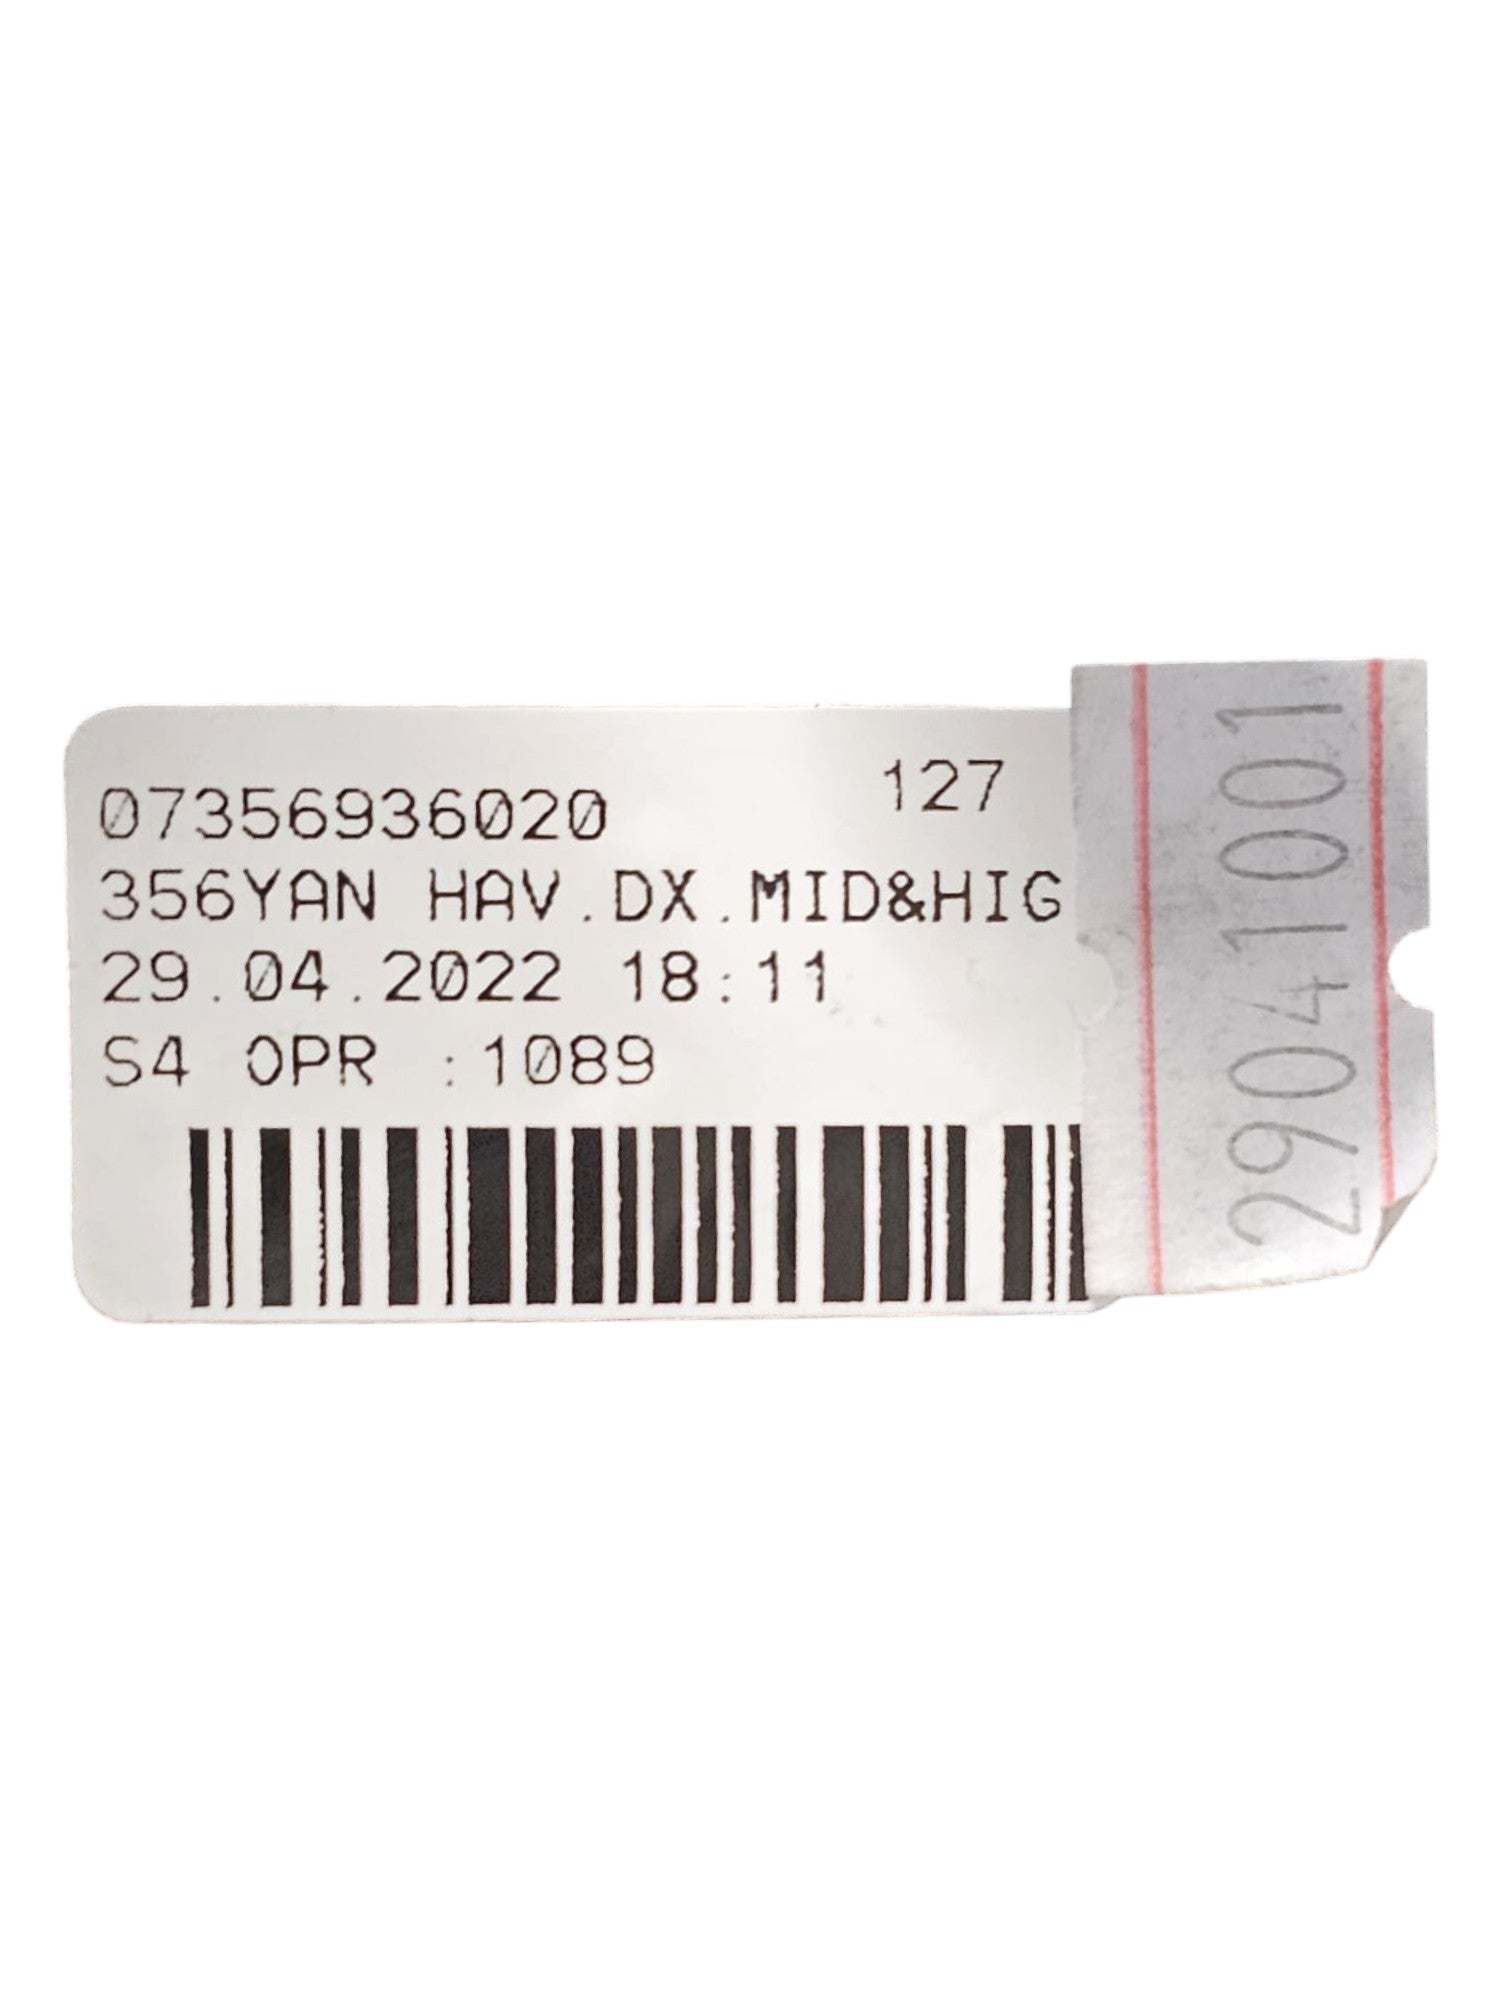 127
07356936020
356YAN HAV.DX.MID&HIG
29.04.2022 18:11
S4 OPR :1089
29041001